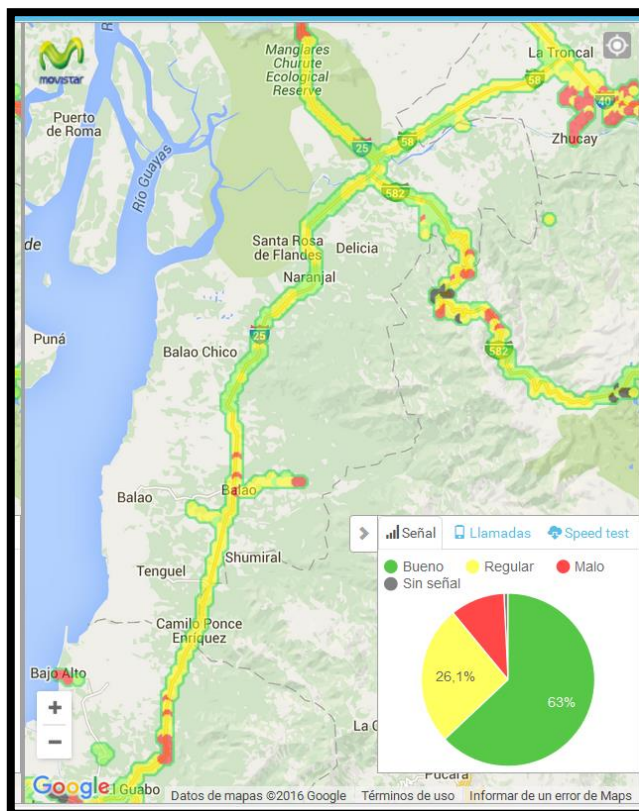 movistar
Manglares
Churute
Ecological
Reserve
La Troncal
58
40
Puerto
de Roma
25
58
Zhucay
Río Guayas
582
de
Santa Rosa
de Flandes
Delicia
Naranjal
Puná
25
Balao Chico
582
Balao
Balao
Shumiral
Tenguel
Camilo Ponce
Enríquez
Bajo Alto
Señal
Llamadas
Speed test
Bueno
Regular
Malo
Sin señal
26,1%
63%
+
−
La
Pucará
El Guabo
Google
Datos de mapas ©2016 Google
Términos de uso
Informar de un error de Maps